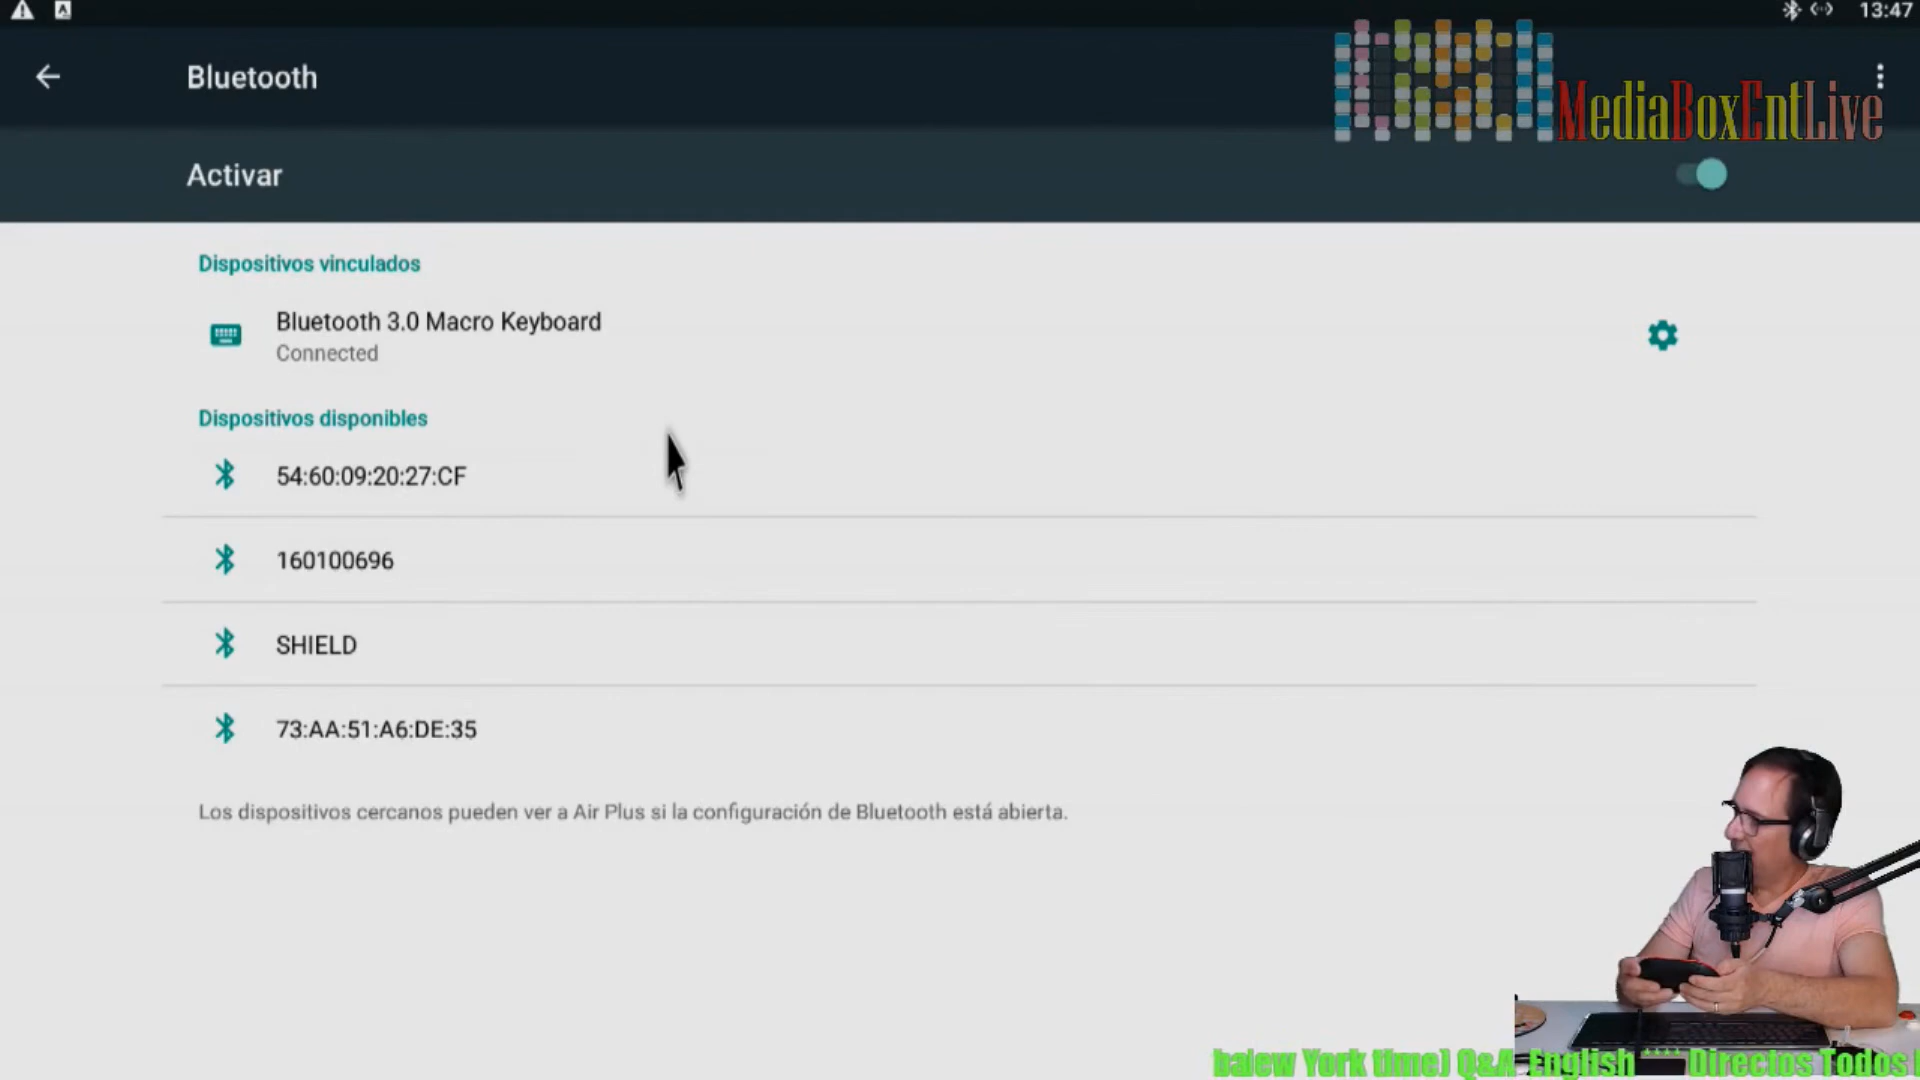 13:47
Bluetooth
MediaBoxEntLive
Activar
Dispositivos vinculados
Bluetooth 3.0 Macro Keyboard
Connected
Dispositivos disponibles
54:60:09:20:27:CF
160100696
SHIELD
73:AA:51:A6:DE:35
Los dispositivos cercanos pueden ver a Air Plus si la configuración de Bluetooth está abierta.
York time) Q&A English **** Directos Todos